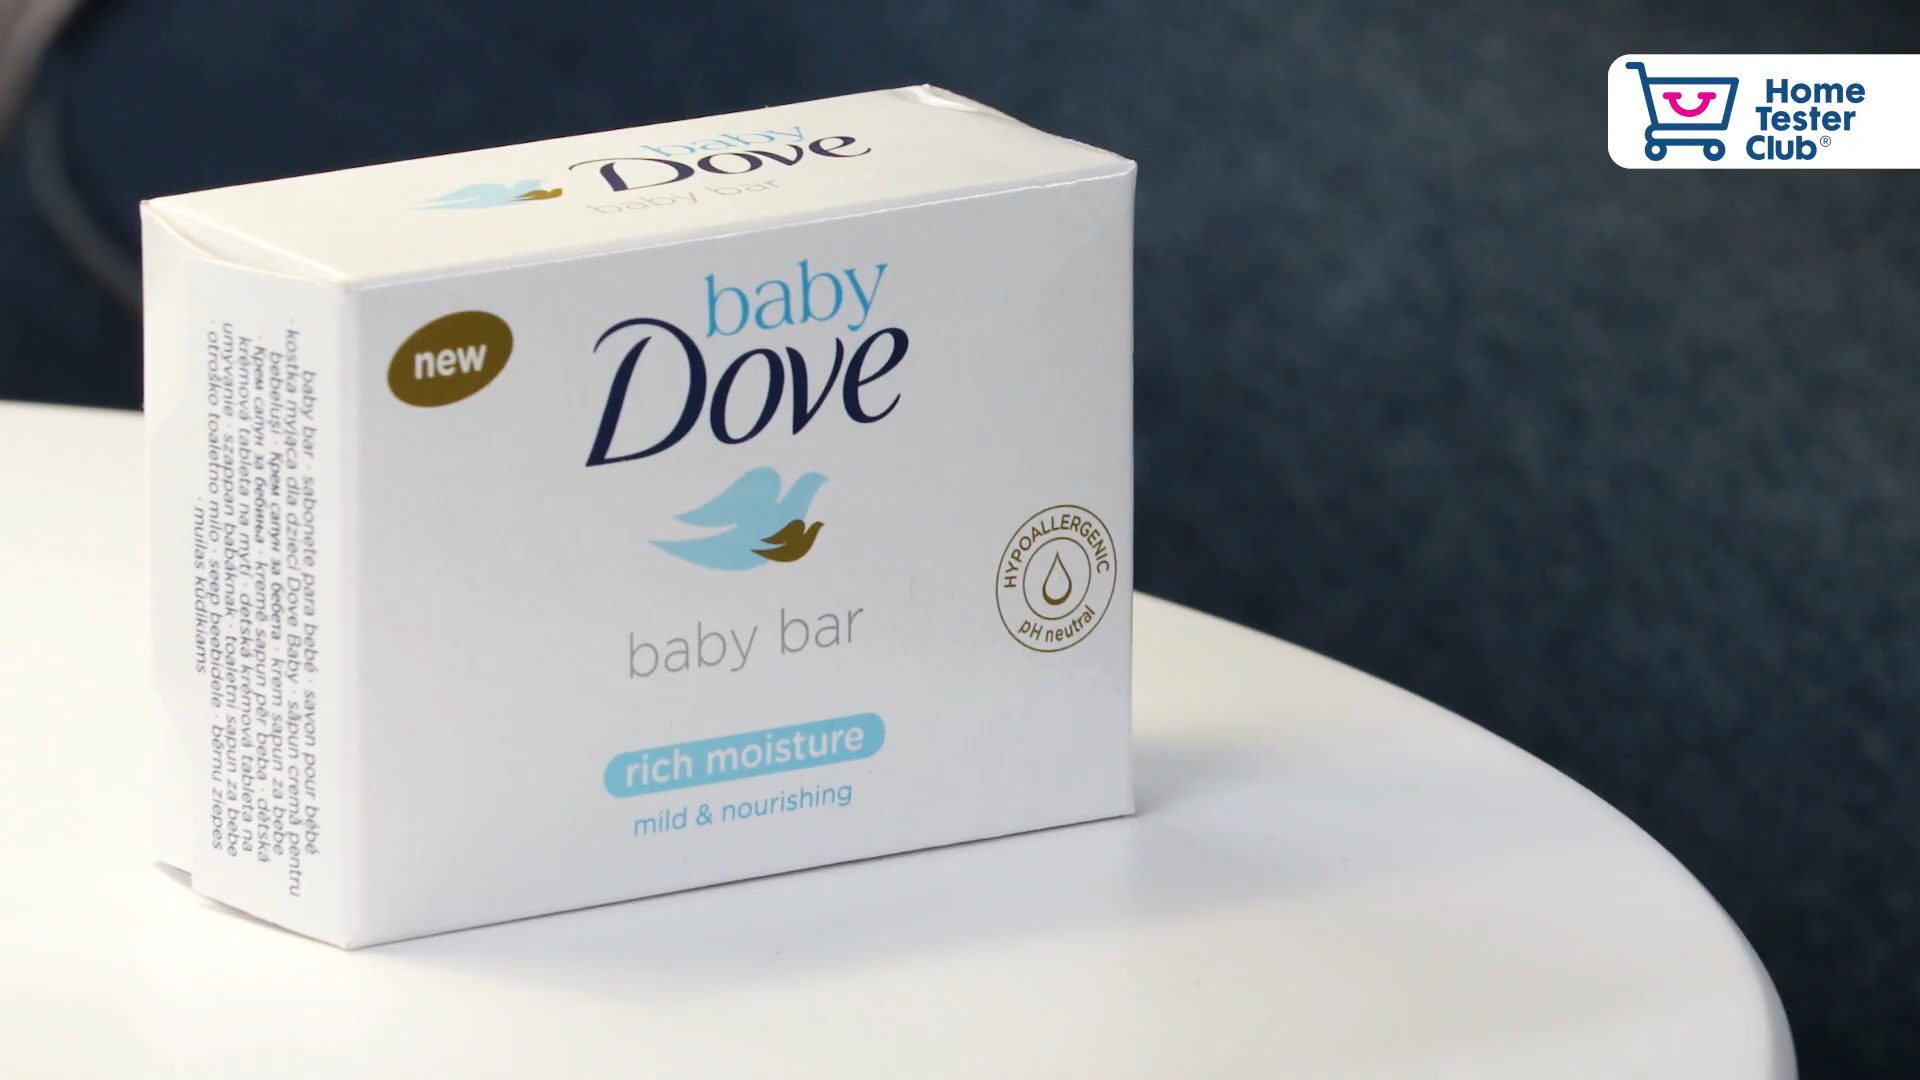 Home
Tester
Club®
baby
Dove
baby bar
new
baby
Dove
baby bar
rich moisture
mild & nourishing
HYPOALLERGENIC
pH neutral
baby bar · sabonete para bebé · savon pour bébé
· kostka myjąca dla dzieci Dove Baby · săpun cremă pentru
bebeluși · Крем сапун за бебета · krem sapun za bebe
· Крем сапун за бебиња · kremë sapun për beba · dětská
krémová tableta na mytí · detská krémová tableta na
umývanie · szappan babáknak · toaletni sapun za bebe
· otroško toaletno milo · seep beebidele · bērnu ziepes
· muilas kūdikiams